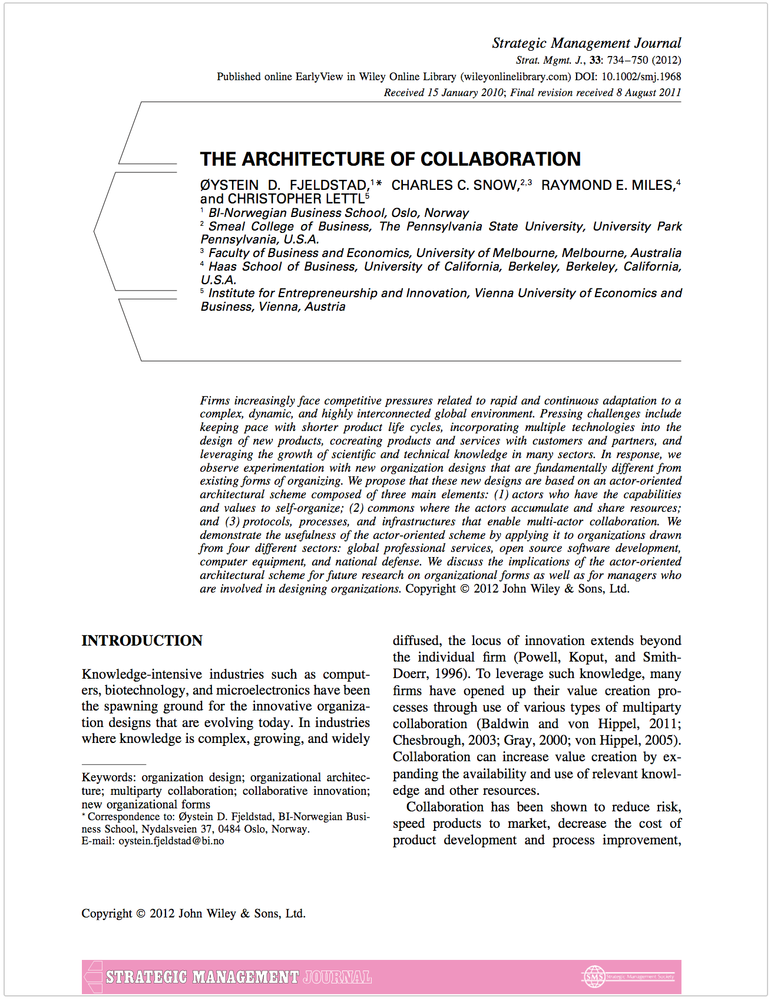 Strategic Management Journal
Strat. Mgmt. J., 33: 734–750 (2012)
Published online EarlyView in Wiley Online Library (wileyonlinelibrary.com) DOI: 10.1002/smj.1968
Received 15 January 2010; Final revision received 8 August 2011
THE ARCHITECTURE OF COLLABORATION
ØYSTEIN D. FJELDSTAD,1* CHARLES C. SNOW,2,3 RAYMOND E. MILES,4
and CHRISTOPHER LETTL5
1 BI-Norwegian Business School, Oslo, Norway
2 Smeal College of Business, The Pennsylvania State University, University Park
Pennsylvania, U.S.A.
3 Faculty of Business and Economics, University of Melbourne, Melbourne, Australia
4 Haas School of Business, University of California, Berkeley, Berkeley, California,
U.S.A.
5 Institute for Entrepreneurship and Innovation, Vienna University of Economics and
Business, Vienna, Austria
Firms increasingly face competitive pressures related to rapid and continuous adaptation to a
complex, dynamic, and highly interconnected global environment. Pressing challenges include
keeping pace with shorter product life cycles, incorporating multiple technologies into the
design of new products, cocreating products and services with customers and partners, and
leveraging the growth of scientific and technical knowledge in many sectors. In response, we
observe experimentation with new organization designs that are fundamentally different from
existing forms of organizing. We propose that these new designs are based on an actor-oriented
architectural scheme composed of three main elements: (1) actors who have the capabilities
and values to self-organize; (2) commons where the actors accumulate and share resources;
and (3) protocols, processes, and infrastructures that enable multi-actor collaboration. We
demonstrate the usefulness of the actor-oriented scheme by applying it to organizations drawn
from four different sectors: global professional services, open source software development,
computer equipment, and national defense. We discuss the implications of the actor-oriented
architectural scheme for future research on organizational forms as well as for managers who
are involved in designing organizations. Copyright © 2012 John Wiley & Sons, Ltd.
INTRODUCTION
Knowledge-intensive industries such as comput-
ers, biotechnology, and microelectronics have been
the spawning ground for the innovative organiza-
tion designs that are evolving today. In industries
where knowledge is complex, growing, and widely
Keywords: organization design; organizational architec-
ture; multiparty collaboration; collaborative innovation;
new organizational forms
* Correspondence to: Øystein D. Fjeldstad, BI-Norwegian Busi-
ness School, Nydalsveien 37, 0484 Oslo, Norway.
E-mail: oystein.fjeldstad@bi.no
diffused, the locus of innovation extends beyond
the individual firm (Powell, Koput, and Smith-
Doerr, 1996). To leverage such knowledge, many
firms have opened up their value creation pro-
cesses through use of various types of multiparty
collaboration (Baldwin and von Hippel, 2011;
Chesbrough, 2003; Gray, 2000; von Hippel, 2005).
Collaboration can increase value creation by ex-
panding the availability and use of relevant knowl-
edge and other resources.
Collaboration has been shown to reduce risk,
speed products to market, decrease the cost of
product development and process improvement,
Copyright © 2012 John Wiley & Sons, Ltd.
STRATEGIC MANAGEMENT JOURNAL
SMS Strategic Management Society